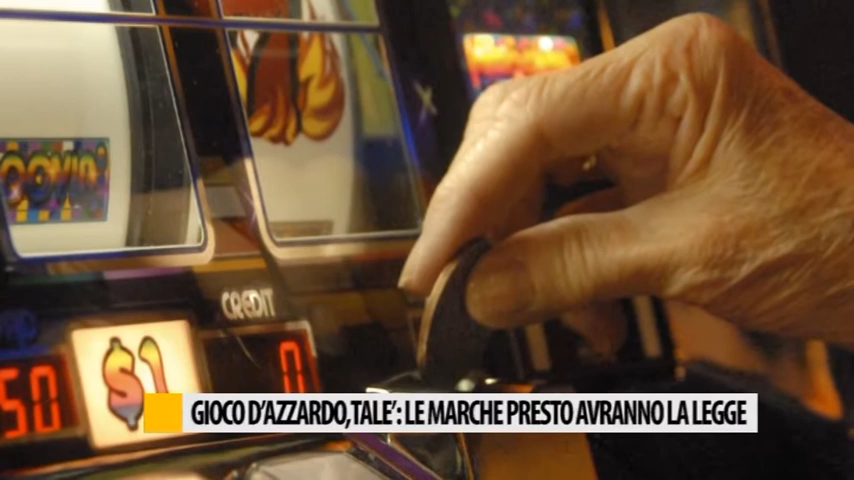 CREDIT
50
$1
0
GIOCO D'AZZARDO,TALE': LE MARCHE PRESTO AVRANNO LA LEGGE